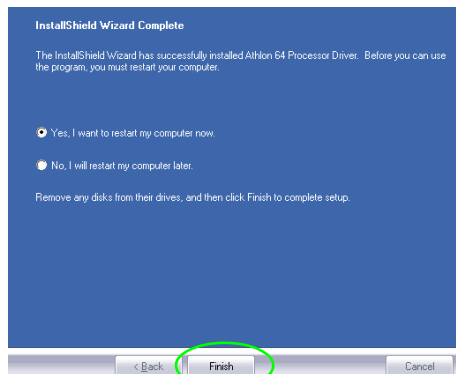 InstallShield Wizard Complete
The InstallShield Wizard has successfully installed Athlon 64 Processor Driver. Before you can use
the program, you must restart your computer.
Yes, I want to restart my computer now.
No, I will restart my computer later.
Remove any disks from their drives, and then click Finish to complete setup.
< Back
Finish
Cancel